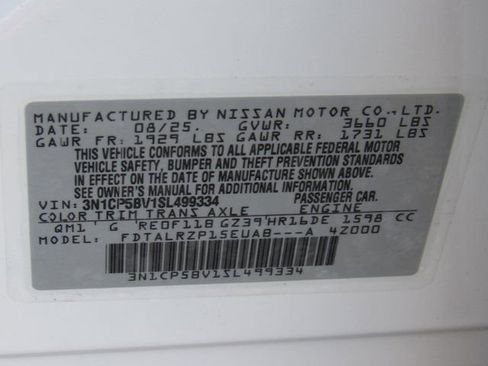 MANUFACTURED BY NISSAN MOTOR CO., LTD.
DATE: 08/25. GVWR: 3660 LBS
GAWR FR: 1929 LBS GAWR RR: 1731 LBS
THIS VEHICLE CONFORMS TO ALL APPLICABLE FEDERAL MOTOR
VEHICLE SAFETY, BUMPER AND THEFT PREVENTION STANDARDS
IN EFFECT ON THE DATE OF MANUFACTURE SHOWN ABOVE.
SEE OWNER'S MANUAL FOR ADDITIONAL INFORMATION
VIN: 3N1CP5BV1SL499334 PASSENGER CAR.
COLOR TRIM TRANS AXLE ENGINE
QM1' G 'RE0F11B GZ39'HR16DE 1598 CC
MODEL: FDTALRZP15EUA8---A 4Z000
3N1CP5BV1SL499334